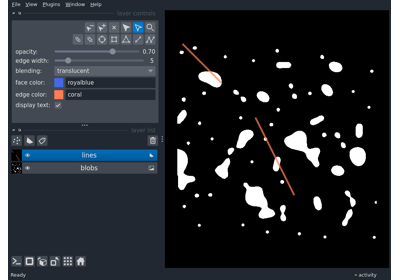 File View Plugins Window Help
layer controls
opacity: 0.70
edge width: 5
blending: translucent
face color: royalblue
edge color: coral
display text:
layer list
lines
blobs
Ready
activity